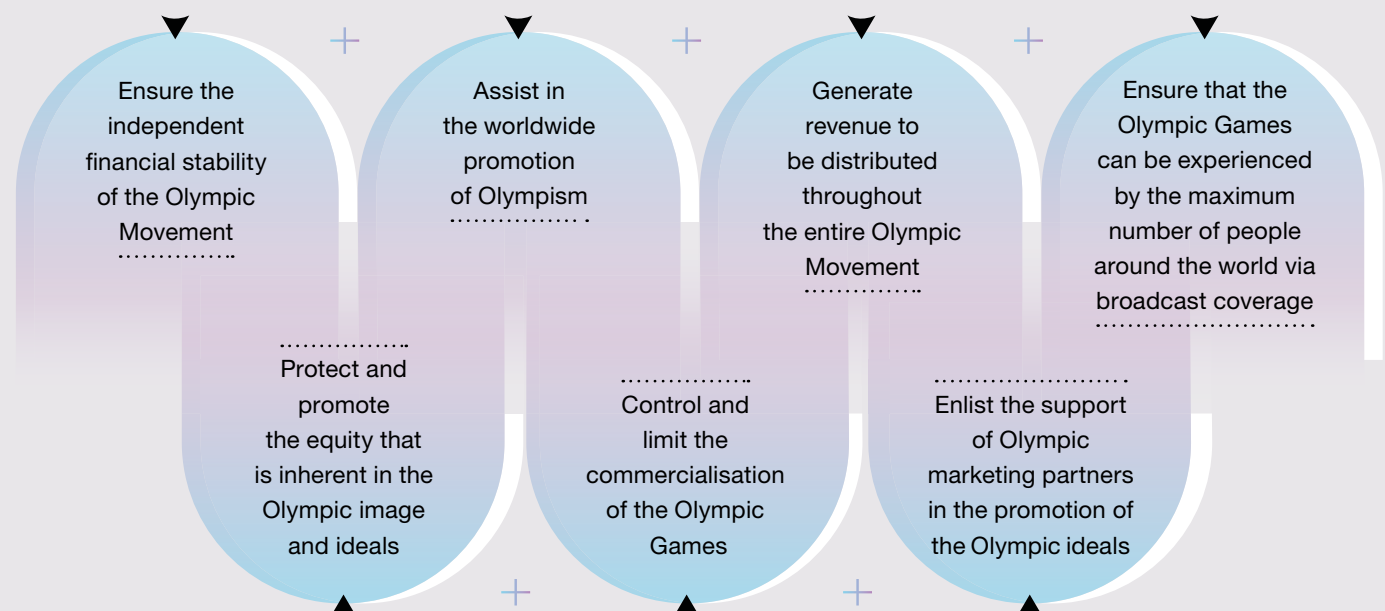 Ensure the
independent
financial stability
of the Olympic
Movement
Assist in
the worldwide
promotion
of Olympism
Generate
revenue to
be distributed
throughout
the entire Olympic
Movement
Ensure that the
Olympic Games
can be experienced
by the maximum
number of people
around the world via
broadcast coverage
Protect and
promote
the equity that
is inherent in the
Olympic image
and ideals
Control and
limit the
commercialisation
of the Olympic
Games
Enlist the support
of Olympic
marketing partners
in the promotion of
the Olympic ideals